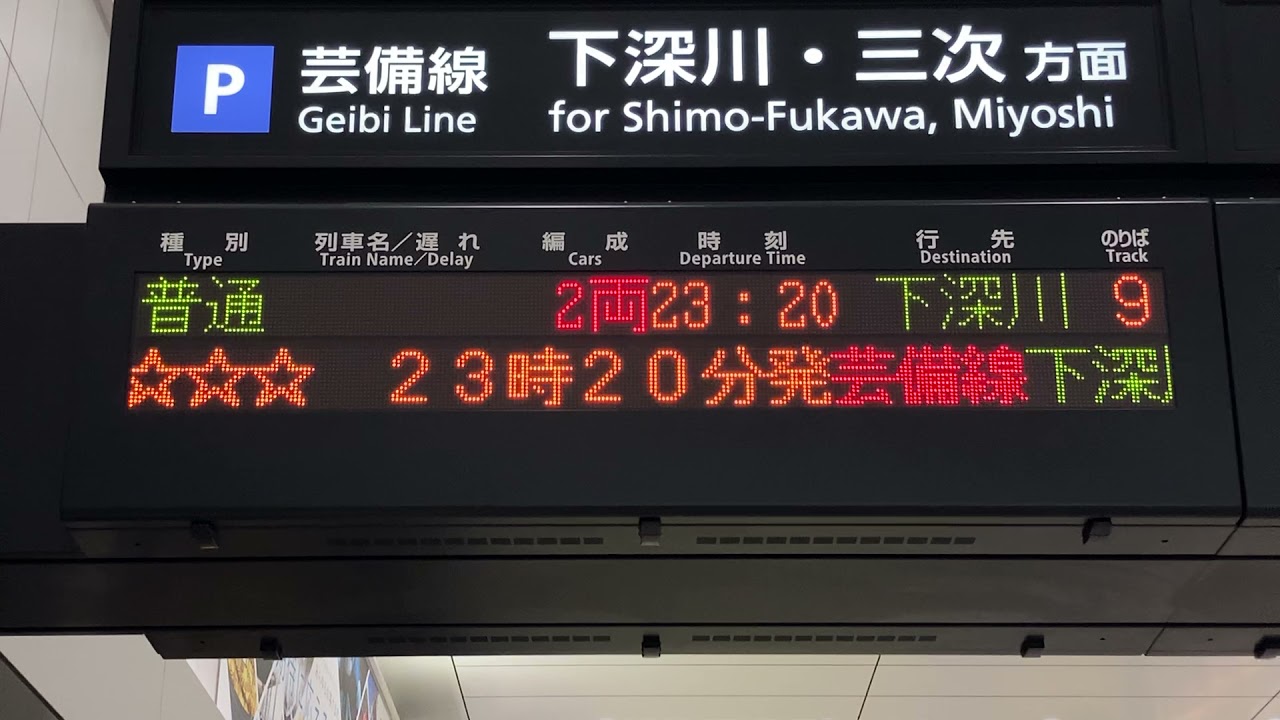 P 芸備線 下深川・三次 方面
Geibi Line for Shimo-Fukawa, Miyoshi
種別 列車名／遅れ 編成 時刻 行先 のりば
Type Train Name／Delay Cars Departure Time Destination Track
普通 2両 23：20 下深川 9
☆☆☆ ２３時２０分発芸備線下深